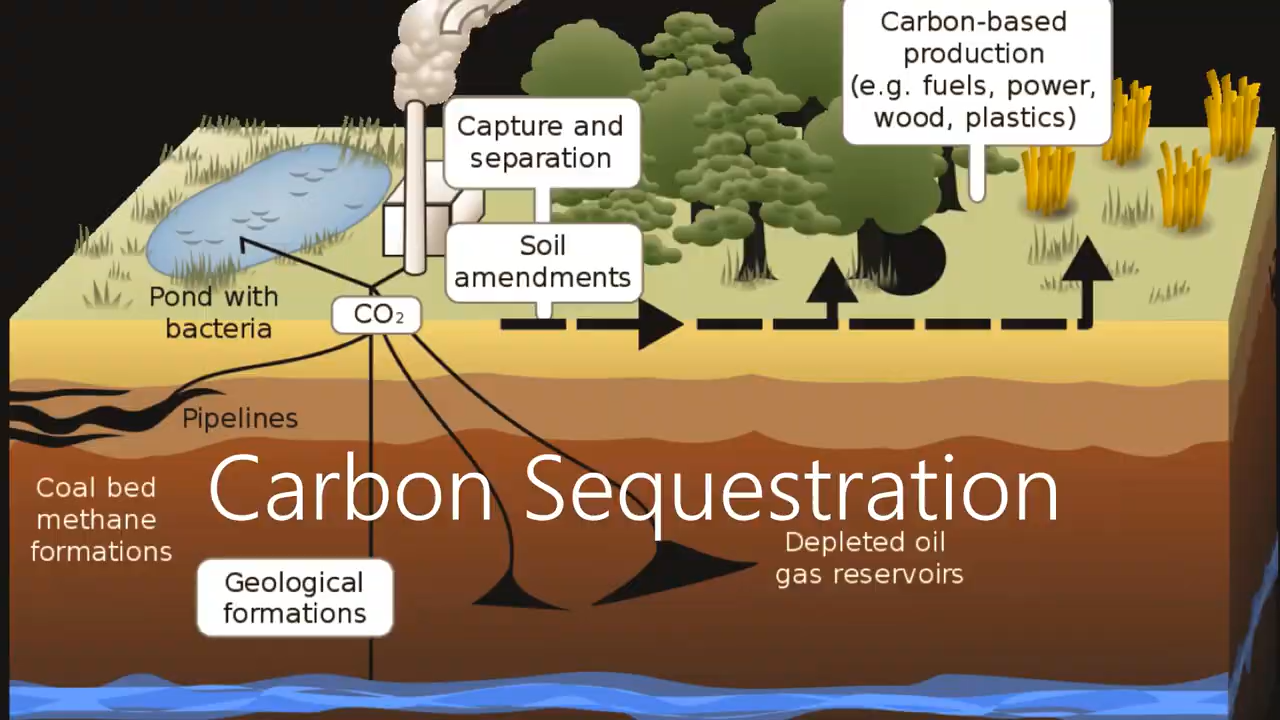 Carbon-based
production
(e.g. fuels, power,
wood, plastics)
Capture and
separation
Soil
amendments
Pond with
bacteria
CO₂
Pipelines
Carbon Sequestration
Coal bed
methane
formations
Depleted oil
gas reservoirs
Geological
formations